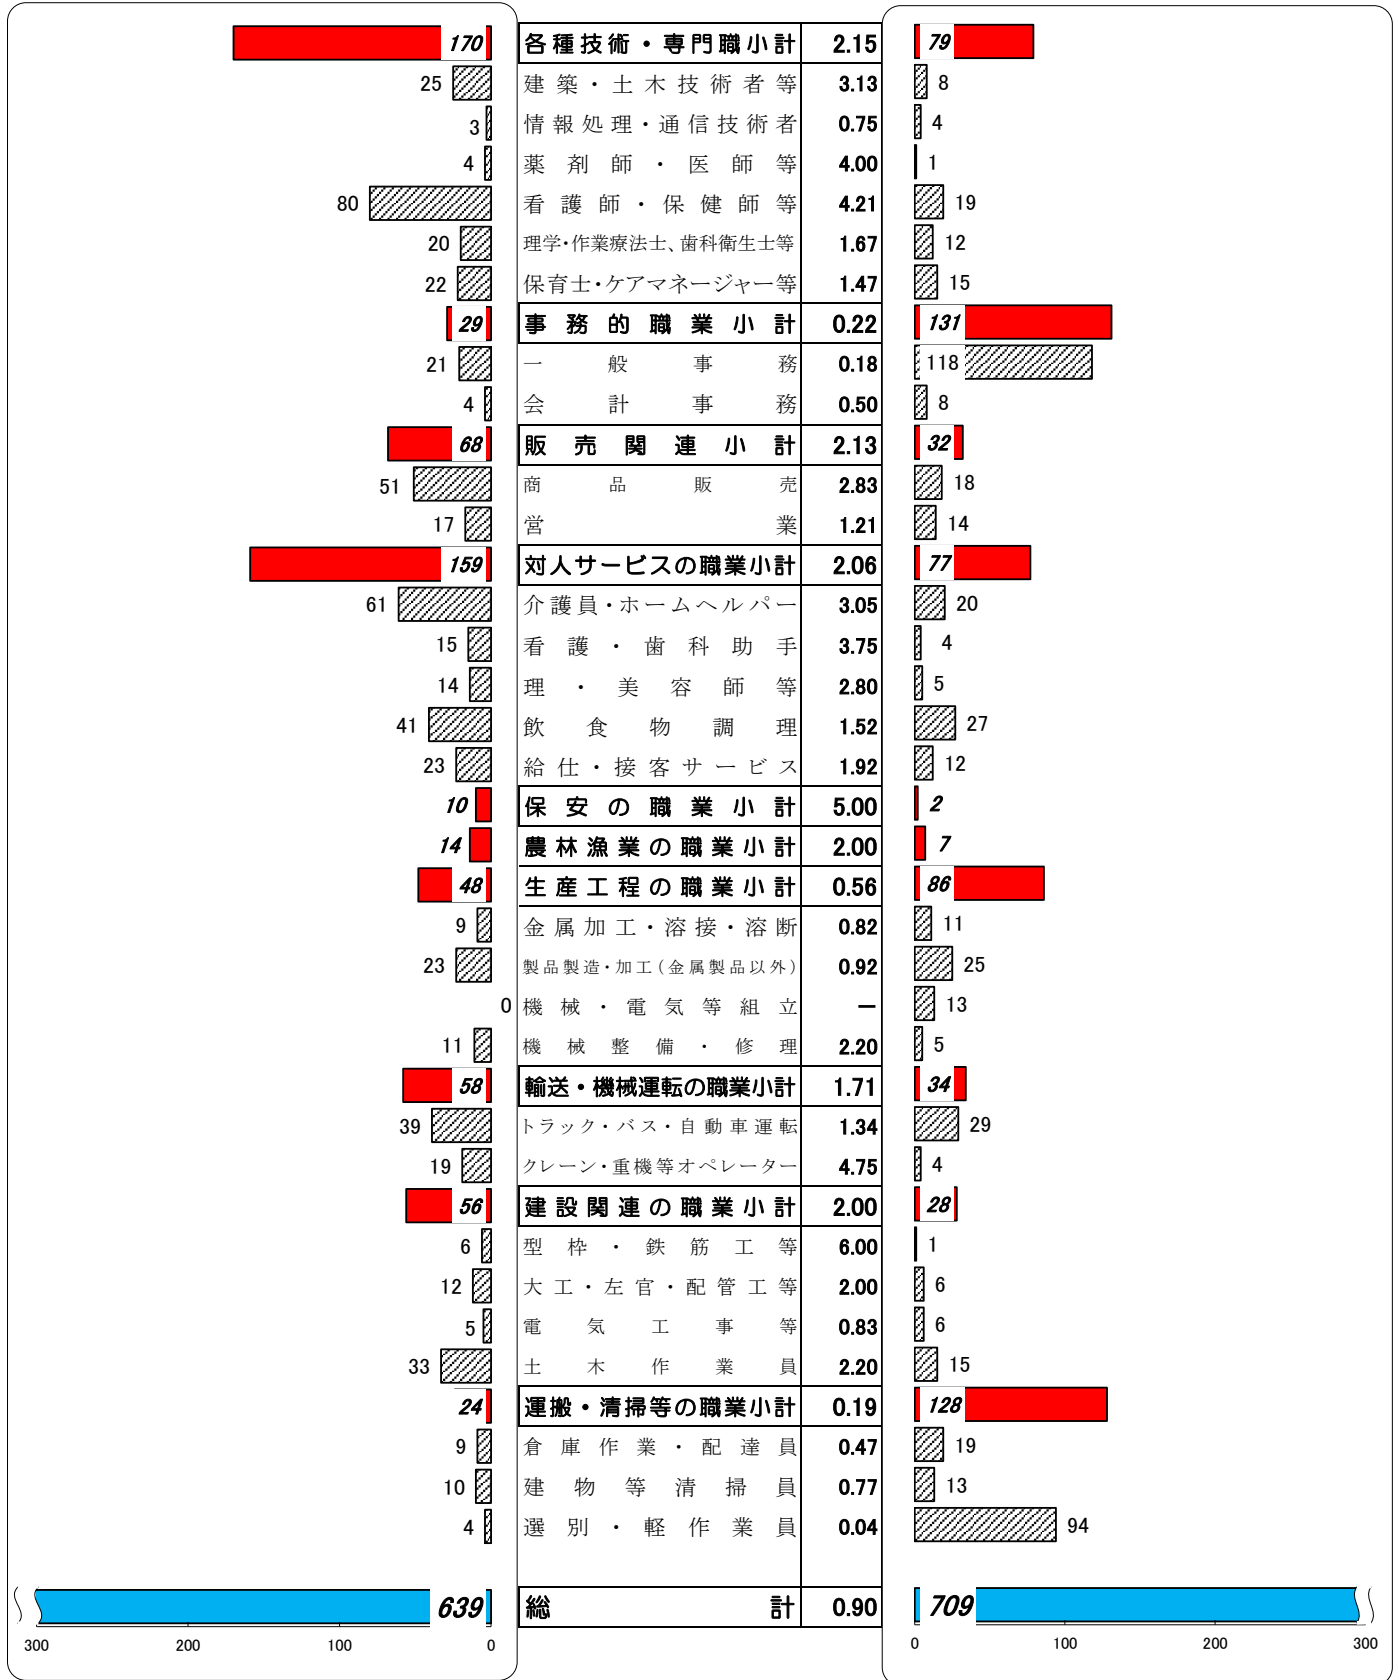 170 各種技術・専門職小計 2.15 79
25 建築・土木技術者等 3.13 8
3 情報処理・通信技術者 0.75 4
4 薬剤師・医師等 4.00 1
80 看護師・保健師等 4.21 19
20 理学・作業療法士、歯科衛生士等 1.67 12
22 保育士・ケアマネージャー等 1.47 15
29 事務的職業小計 0.22 131
21 一般事務 0.18 118
4 会計事務 0.50 8
68 販売関連小計 2.13 32
51 商品販売 2.83 18
17 営業 1.21 14
159 対人サービスの職業小計 2.06 77
61 介護員・ホームヘルパー 3.05 20
15 看護・歯科助手 3.75 4
14 理・美容師等 2.80 5
41 飲食物調理 1.52 27
23 給仕・接客サービス 1.92 12
10 保安の職業小計 5.00 2
14 農林漁業の職業小計 2.00 7
48 生産工程の職業小計 0.56 86
9 金属加工・溶接・溶断 0.82 11
23 製品製造・加工(金属製品以外) 0.92 25
0 機械・電気等組立 － 13
11 機械整備・修理 2.20 5
58 輸送・機械運転の職業小計 1.71 34
39 トラック・バス・自動車運転 1.34 29
19 クレーン・重機等オペレーター 4.75 4
56 建設関連の職業小計 2.00 28
6 型枠・鉄筋工等 6.00 1
12 大工・左官・配管工等 2.00 6
5 電気工事等 0.83 6
33 土木作業員 2.20 15
24 運搬・清掃等の職業小計 0.19 128
9 倉庫作業・配達員 0.47 19
10 建物等清掃員 0.77 13
4 選別・軽作業員 0.04 94
639 総計 0.90 709
300 200 100 0 0 100 200 300